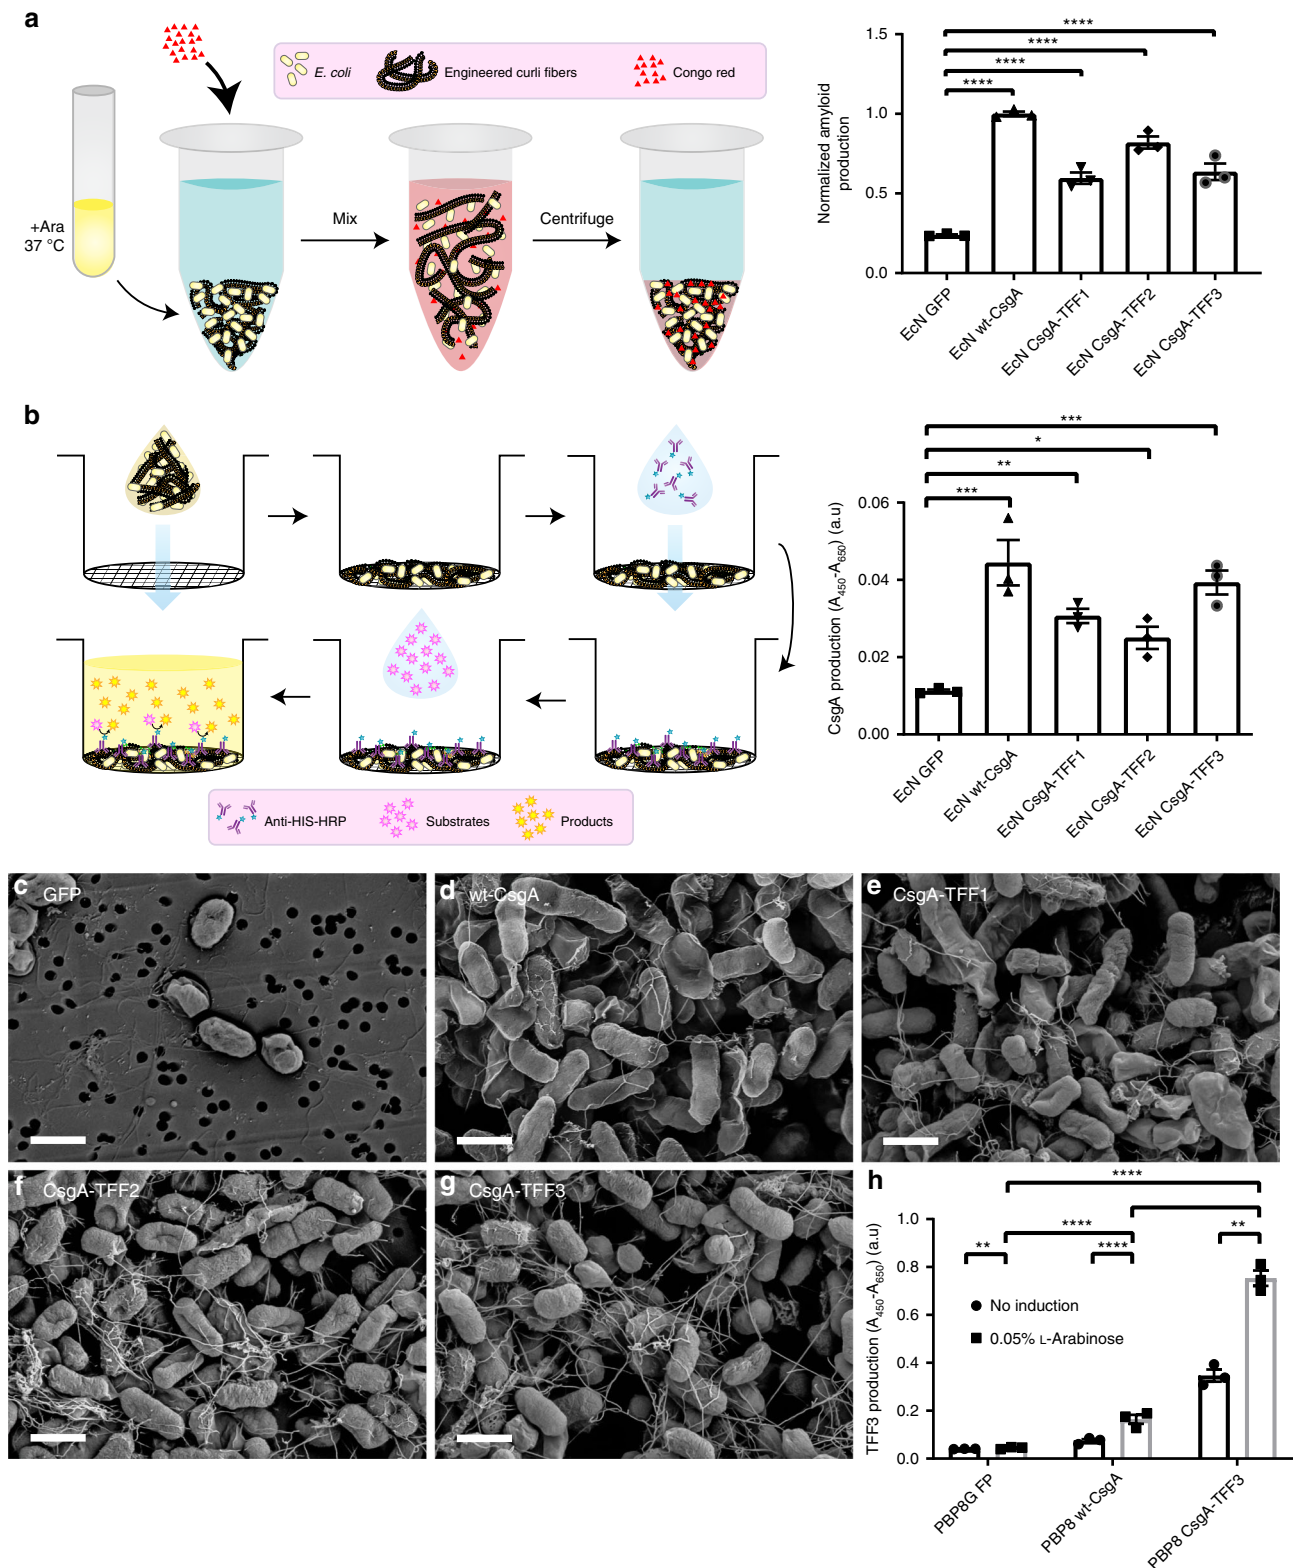 a
E. coli
Engineered curli fibers
Congo red
+Ara
37 °C
Mix
Centrifuge
Normalized amyloid
production
1.5
1.0
0.5
0.0
****
****
****
****
EcN GFP
EcN wt-CsgA
EcN CsgA-TFF1
EcN CsgA-TFF2
EcN CsgA-TFF3
b
Anti-HIS-HRP
Substrates
Products
CsgA production (A450-A650) (a.u)
0.06
0.04
0.02
0.00
***
*
**
***
EcN GFP
EcN wt-CsgA
EcN CsgA-TFF1
EcN CsgA-TFF2
EcN CsgA-TFF3
c GFP
d wt-CsgA
e CsgA-TFF1
f CsgA-TFF2
g CsgA-TFF3
h
TFF3 production (A450-A650) (a.u)
1.0
0.8
0.6
0.4
0.2
0.0
****
****
**
****
**
No induction
0.05% L-Arabinose
PBP8G FP
PBP8 wt-CsgA
PBP8 CsgA-TFF3